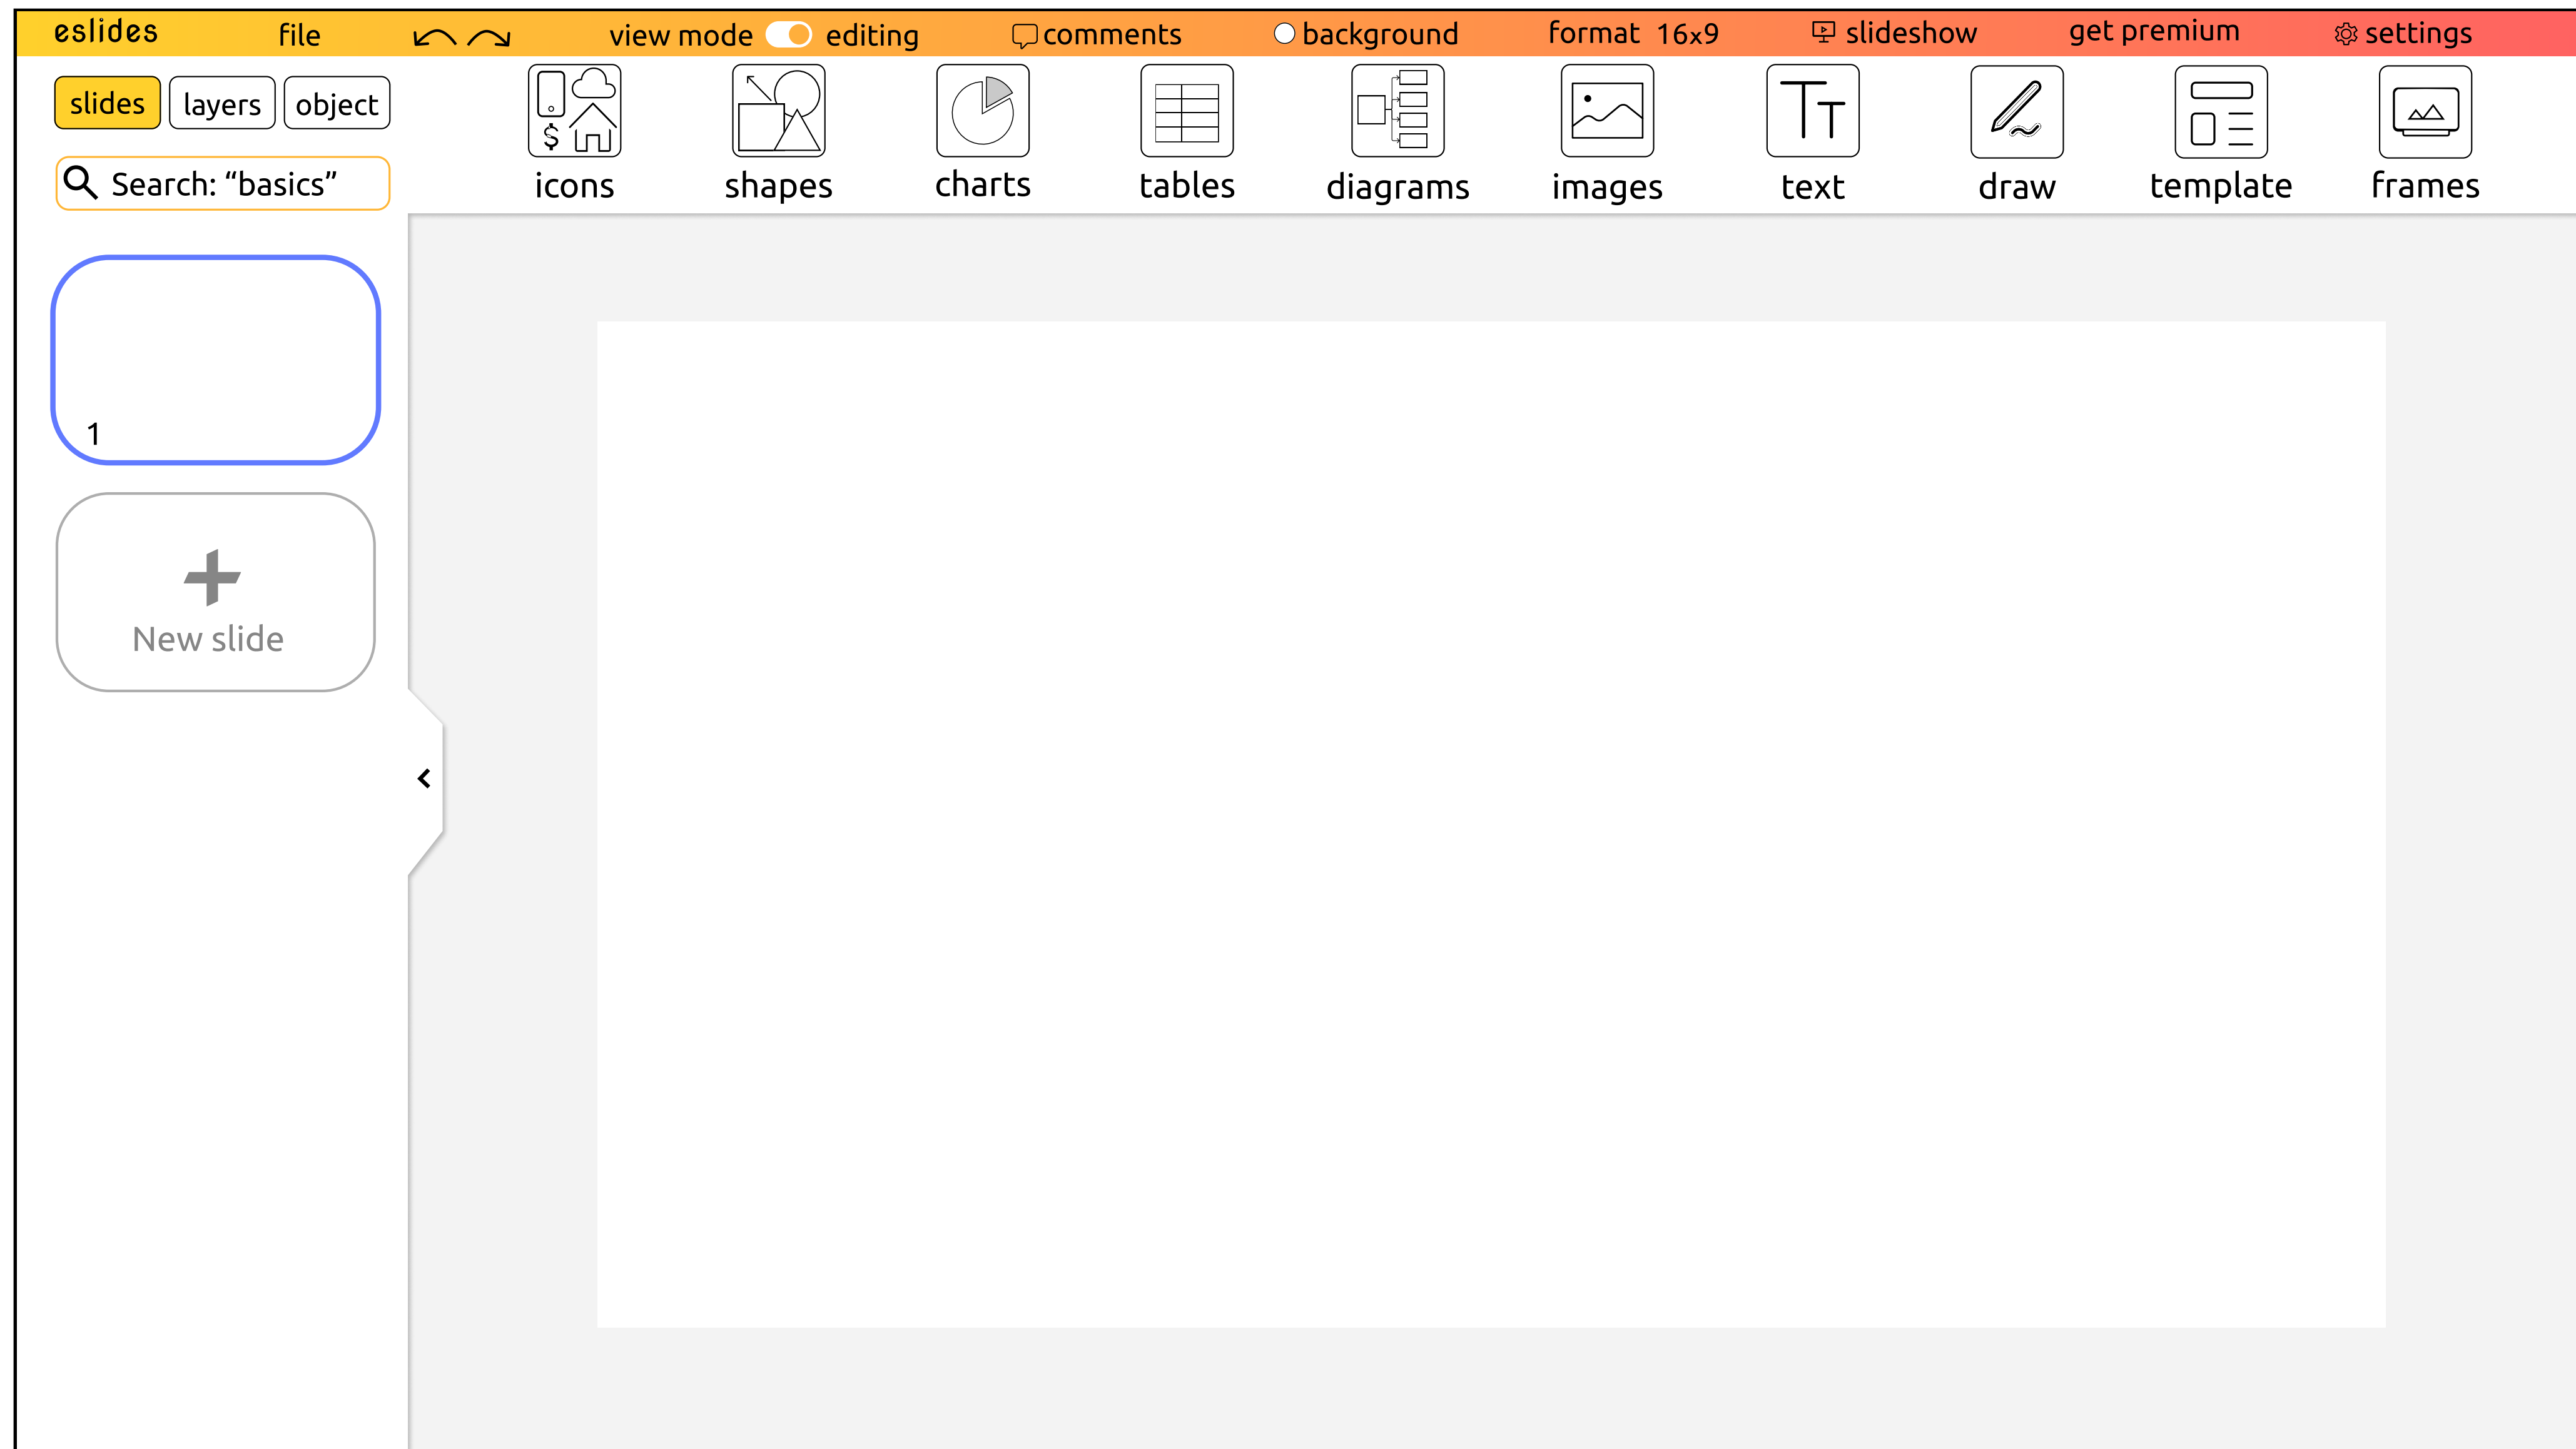 eslides file view mode editing comments background format 16x9 slideshow get premium settings
slides layers object
Search: “basics”
icons shapes charts tables diagrams images text draw template frames
1
New slide